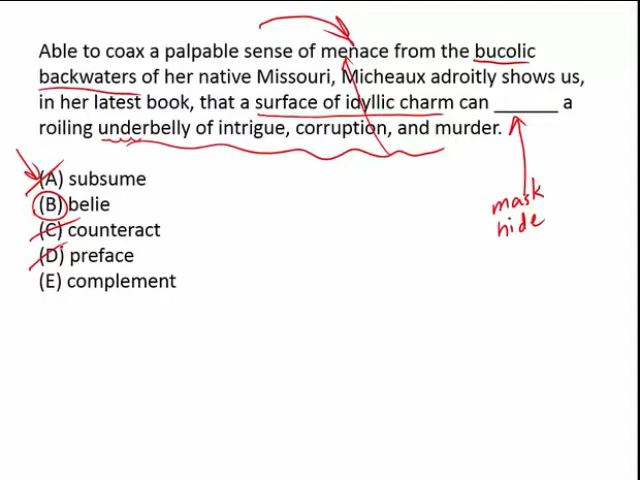 Able to coax a palpable sense of menace from the bucolic
backwaters of her native Missouri, Micheaux adroitly shows us,
in her latest book, that a surface of idyllic charm can ______ a
roiling underbelly of intrigue, corruption, and murder.
(A) subsume
(B) belie
(C) counteract
(D) preface
(E) complement
mask
hide